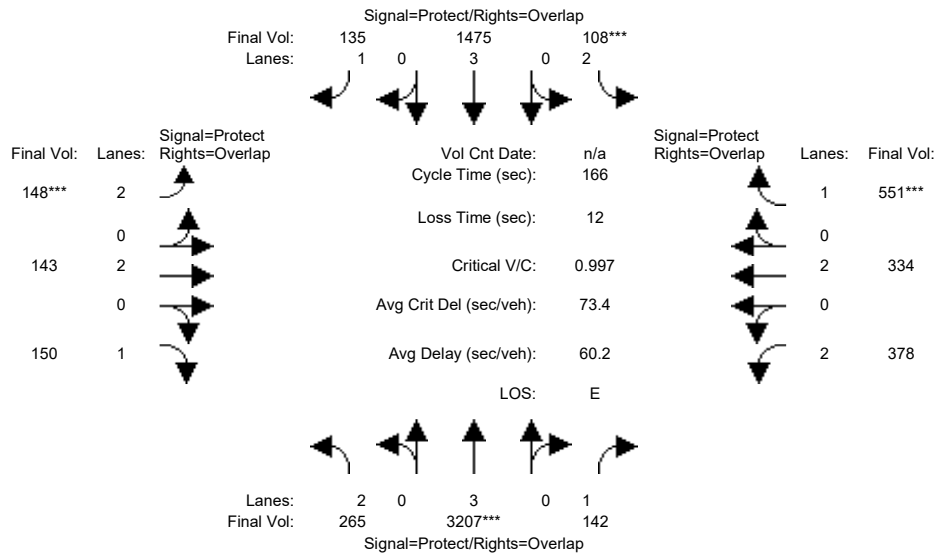 Signal=Protect/Rights=Overlap
Final Vol: 135 1475 108***
Lanes: 1 0 3 0 2
Signal=Protect Signal=Protect
Final Vol: Lanes: Rights=Overlap Vol Cnt Date: n/a Rights=Overlap Lanes: Final Vol:
Cycle Time (sec): 166
148*** 2 1 551***
Loss Time (sec): 12
0 0
143 2 Critical V/C: 0.997 2 334
0 Avg Crit Del (sec/veh): 73.4 0
150 1 Avg Delay (sec/veh): 60.2 2 378
LOS: E
Lanes: 2 0 3 0 1
Final Vol: 265 3207*** 142
Signal=Protect/Rights=Overlap